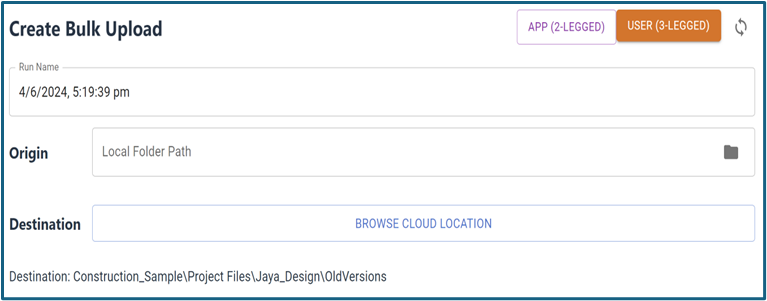 Create Bulk Upload
APP (2-LEGGED)
USER (3-LEGGED)
Run Name
4/6/2024, 5:19:39 pm
Origin
Local Folder Path
Destination
BROWSE CLOUD LOCATION
Destination: Construction_Sample\Project Files\Jaya_Design\OldVersions